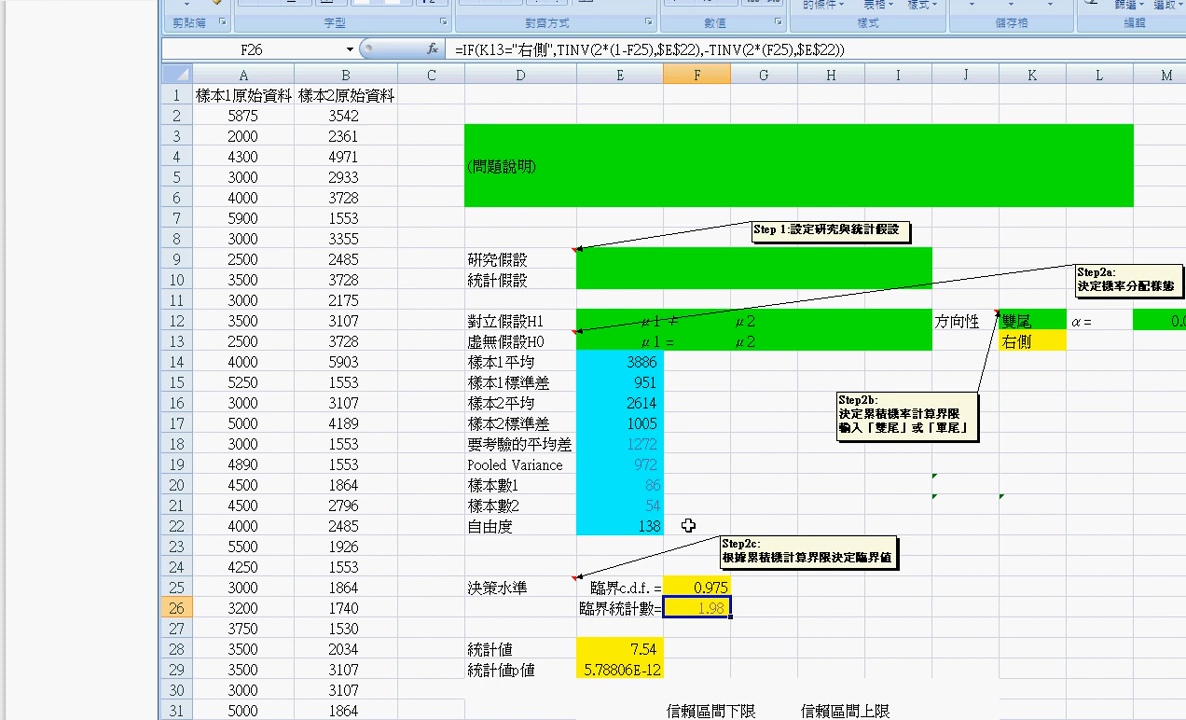 的條件 表格 樣式 篩選 選取
剪貼簿 字型 對齊方式 數值 樣式 儲存格 編輯
F26 fx =IF(K13="右側",TINV(2*(1-F25),$E$22),-TINV(2*(F25),$E$22))
A B C D E F G H I J K L M
1 樣本1原始資料 樣本2原始資料
2 5875 3542
3 2000 2361
4 4300 4971 (問題說明)
5 3000 2933
6 4000 3728
7 5900 1553
8 3000 3355 Step 1:設定研究與統計假設
9 2500 2485 研究假設
10 3500 3728 統計假設 Step2a:
決定機率分配樣態
11 3000 2175
12 3500 3107 對立假設H1 μ1 ≠ μ2 方向性 雙尾 α= 0.0
13 2500 3728 虛無假設H0 μ1 = μ2 右側
14 4000 5903 樣本1平均 3886
15 5250 1553 樣本1標準差 951
16 3000 3107 樣本2平均 2614 Step2b:
決定累積機率計算界限
輸入「雙尾」或「單尾」
17 5000 4189 樣本2標準差 1005
18 3000 1553 要考驗的平均差 1272
19 4890 1553 Pooled Variance 972
20 4500 1864 樣本數1 86
21 4500 2796 樣本數2 54
22 4000 2485 自由度 138
23 5500 1926 Step2c:
根據累積機計算界限決定臨界值
24 4250 1553
25 3000 1864 決策水準 臨界c.d.f. = 0.975
26 3200 1740 臨界統計數= 1.98
27 3750 1530
28 3500 2034 統計值 7.54
29 3500 3107 統計值p值 5.78806E-12
30 3000 3107
31 5000 1864 信賴區間下限 信賴區間上限